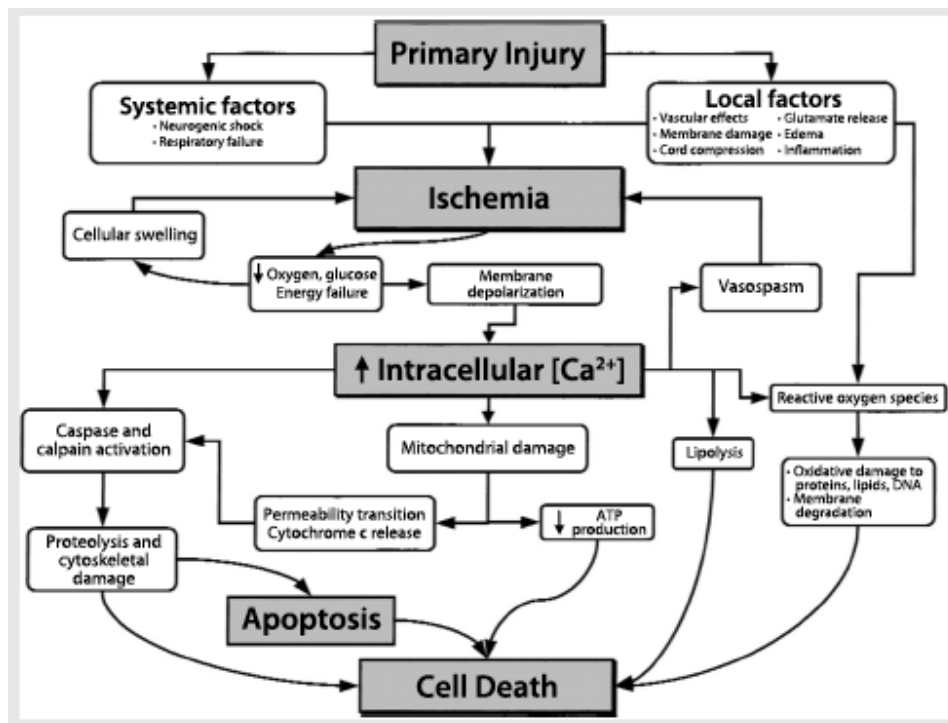 Primary Injury
Systemic factors
• Neurogenic shock
• Respiratory failure
Local factors
• Vascular effects
• Membrane damage
• Cord compression
• Glutamate release
• Edema
• Inflammation
Ischemia
Cellular swelling
↓ Oxygen, glucose
Energy failure
Membrane
depolarization
Vasospasm
↑ Intracellular [Ca²⁺]
Reactive oxygen species
Caspase and
calpain activation
Mitochondrial damage
Lipolysis
• Oxidative damage to
proteins, lipids, DNA
• Membrane
degradation
Permeability transition
Cytochrome c release
↓ ATP
production
Proteolysis and
cytoskeletal
damage
Apoptosis
Cell Death